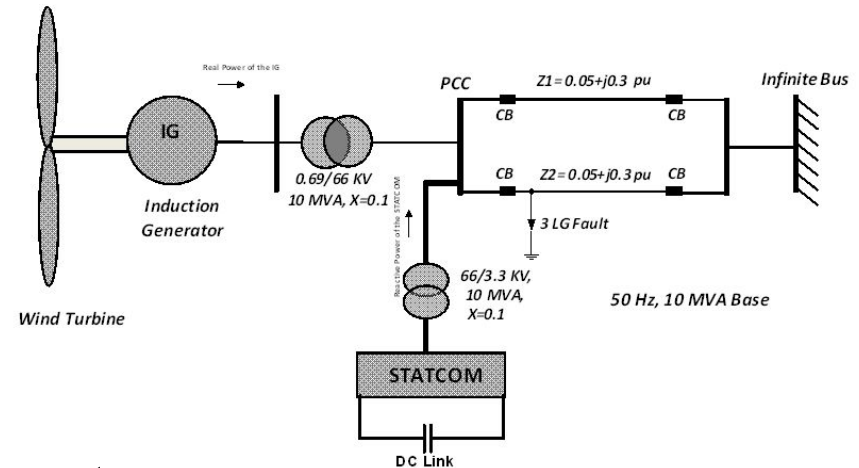 Real Power of the IG
PCC
Z1= 0.05+j0.3 pu
Infinite Bus
IG
CB
CB
0.69/66 KV
10 MVA, X=0.1
CB
Z2= 0.05+j0.3 pu
CB
Induction
Generator
Reactive Power of the STATCOM
3 LG Fault
66/3.3 KV,
10 MVA,
X=0.1
50 Hz, 10 MVA Base
Wind Turbine
STATCOM
DC Link